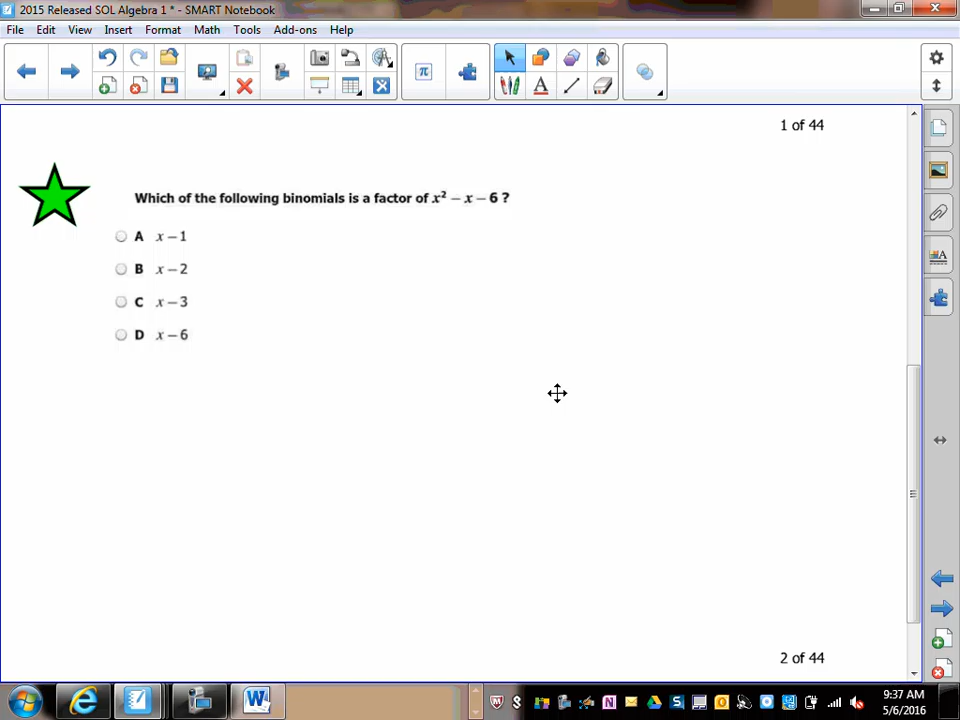 2015 Released SOL Algebra 1 * - SMART Notebook
File Edit View Insert Format Math Tools Add-ons Help
1 of 44
Which of the following binomials is a factor of x² – x – 6 ?
A x – 1
B x – 2
C x – 3
D x – 6
2 of 44
9:37 AM
5/6/2016